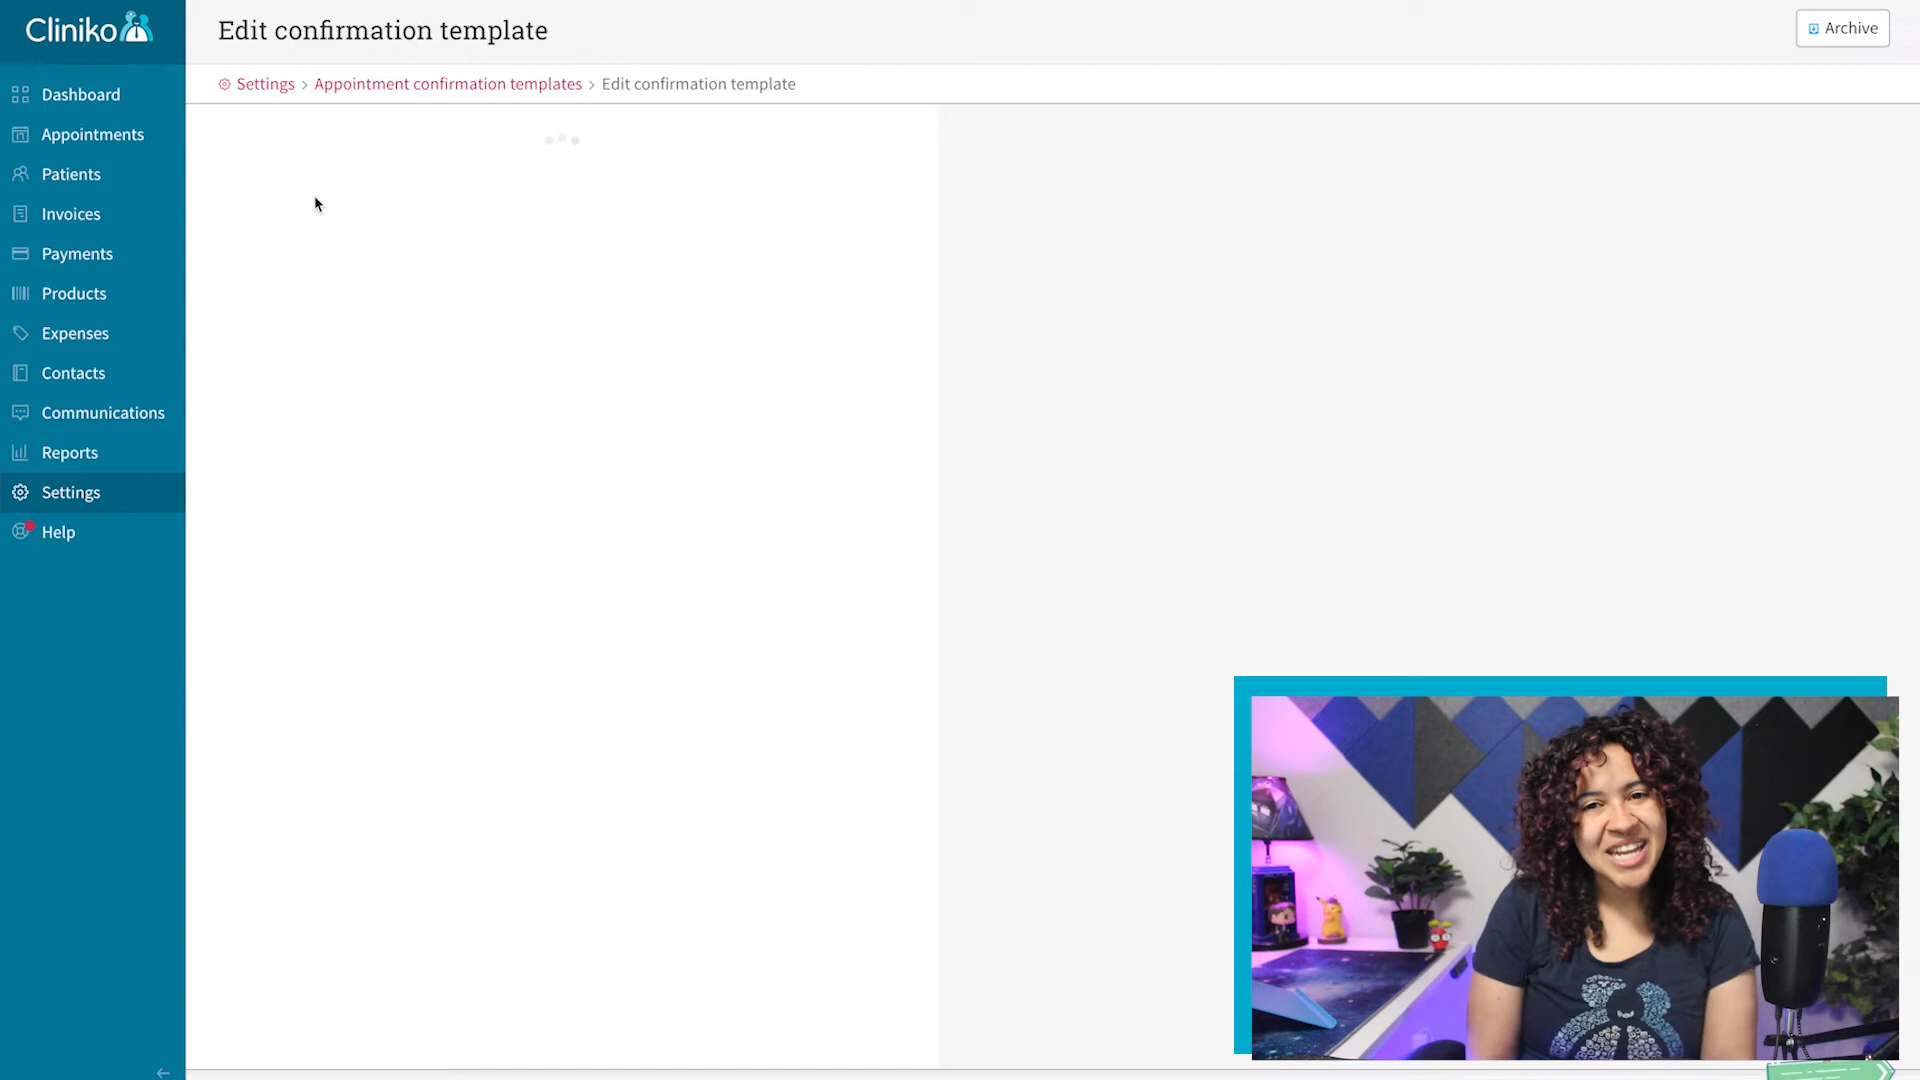 Cliniko
Edit confirmation template
Archive
Settings > Appointment confirmation templates > Edit confirmation template
Dashboard
Appointments
Patients
Invoices
Payments
Products
Expenses
Contacts
Communications
Reports
Settings
Help